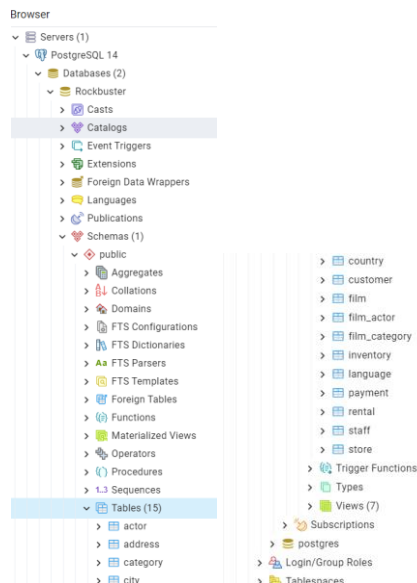 Browser
Servers (1)
PostgreSQL 14
Databases (2)
Rockbuster
Casts
Catalogs
Event Triggers
Extensions
Foreign Data Wrappers
Languages
Publications
Schemas (1)
public
Aggregates
Collations
Domains
FTS Configurations
FTS Dictionaries
Aa FTS Parsers
FTS Templates
Foreign Tables
Functions
Materialized Views
Operators
Procedures
1..3 Sequences
Tables (15)
actor
address
category
city
country
customer
film
film_actor
film_category
inventory
language
payment
rental
staff
store
Trigger Functions
Types
Views (7)
Subscriptions
postgres
Login/Group Roles
Tablespaces